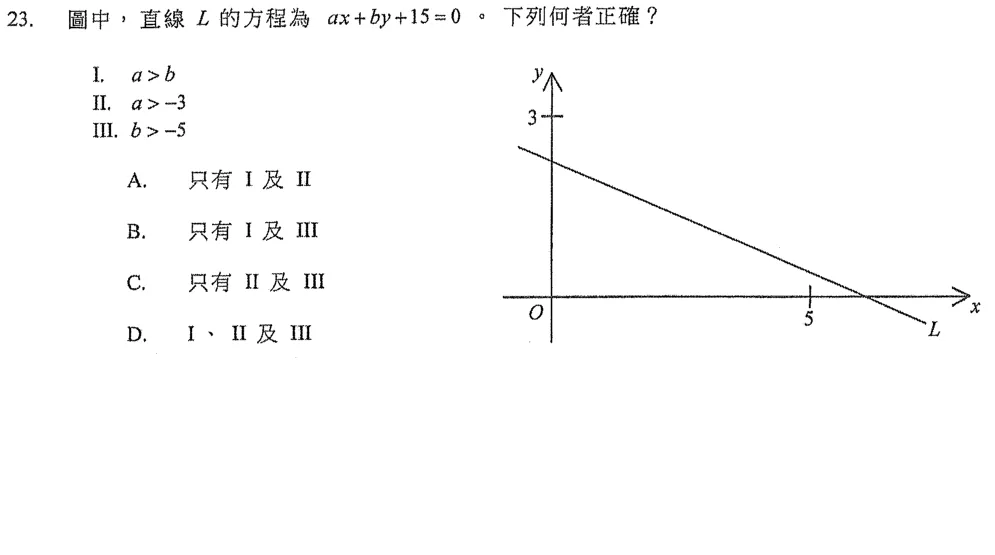 23. 圖中，直線 L 的方程為 ax+by+15=0 。下列何者正確？
I. a>b
II. a>−3
III. b>−5
A. 只有 I 及 II
B. 只有 I 及 III
C. 只有 II 及 III
D. I、II 及 III
y
3
O
5
x
L